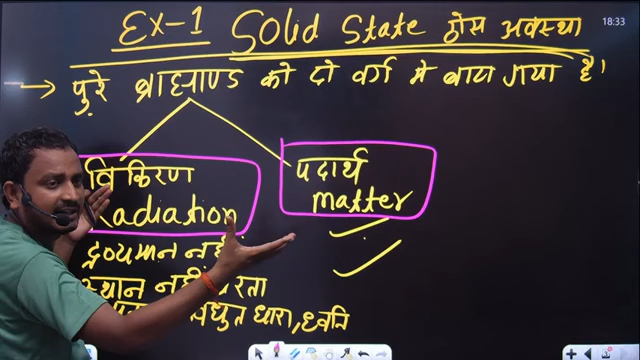 Ex-1 Solid State ठोस अवस्था
18:33
→ पुरे ब्राह्माण्ड को दो वर्ग मे बाटा गया है।
विकिरण
Radiation
पदार्थ
matter
द्रव्यमान नहीं
स्थान नहीं
विधुत धारा, ध्वनि